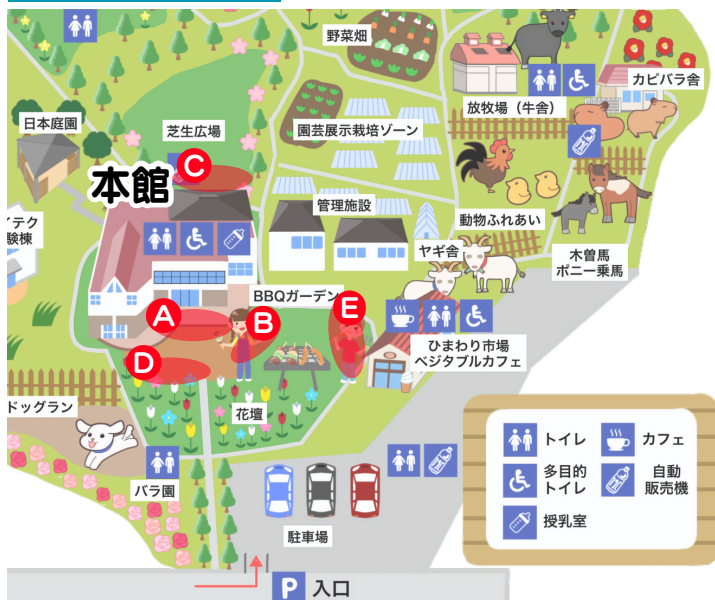 野菜畑
放牧場（牛舎）
カピバラ舎
日本庭園
芝生広場
園芸展示栽培ゾーン
C
本館
管理施設
動物ふれあい
木曽馬
ポニー乗馬
イテク
験棟
ヤギ舎
BBQガーデン
A
B
E
D
ひまわり市場
ベジタブルカフェ
ドッグラン
花壇
バラ園
トイレ
カフェ
多目的
トイレ
自動
販売機
授乳室
駐車場
P 入口